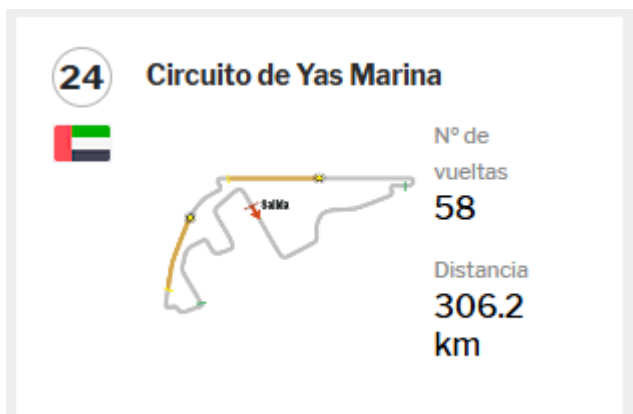 24
Circuito de Yas Marina
Nº de
vueltas
58
Salida
Distancia
306.2
km